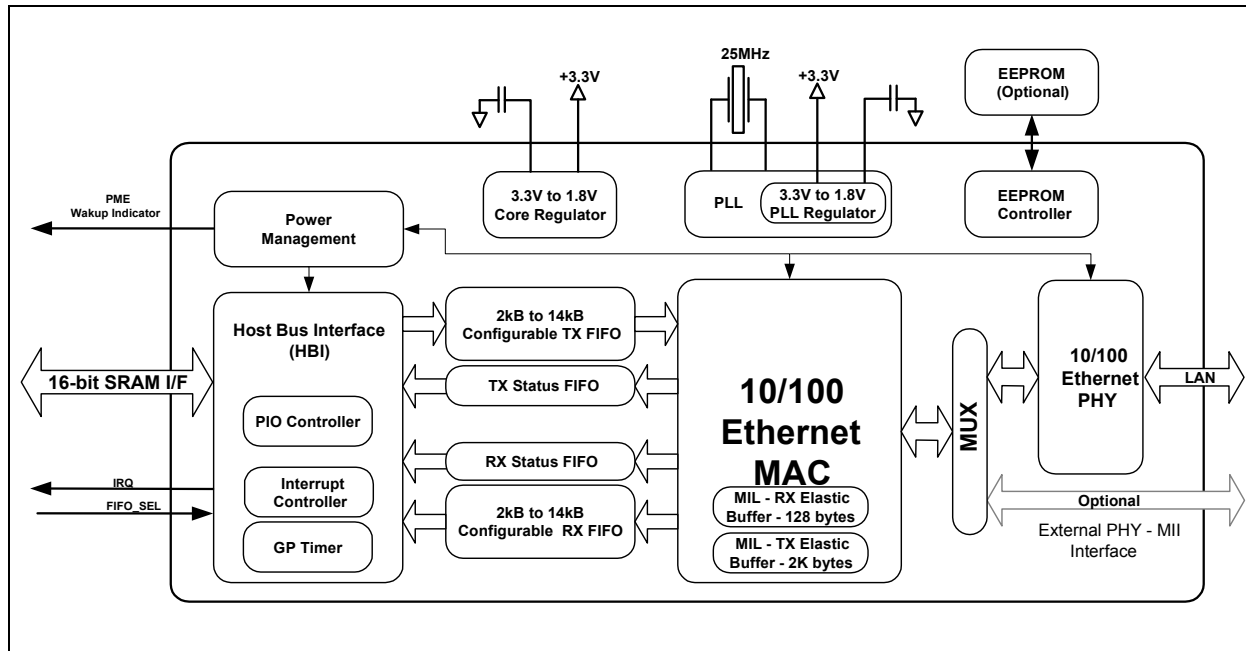 25MHz
+3.3V
+3.3V
EEPROM
(Optional)
PME
Wakup Indicator
Power
Management
3.3V to 1.8V
Core Regulator
PLL
3.3V to 1.8V
PLL Regulator
EEPROM
Controller
Host Bus Interface
(HBI)
16-bit SRAM I/F
PIO Controller
IRQ
Interrupt
Controller
FIFO_SEL
GP Timer
2kB to 14kB
Configurable TX FIFO
TX Status FIFO
RX Status FIFO
2kB to 14kB
Configurable RX FIFO
10/100
Ethernet
MAC
MIL - RX Elastic
Buffer - 128 bytes
MIL - TX Elastic
Buffer - 2K bytes
MUX
10/100
Ethernet
PHY
LAN
Optional
External PHY - MII
Interface